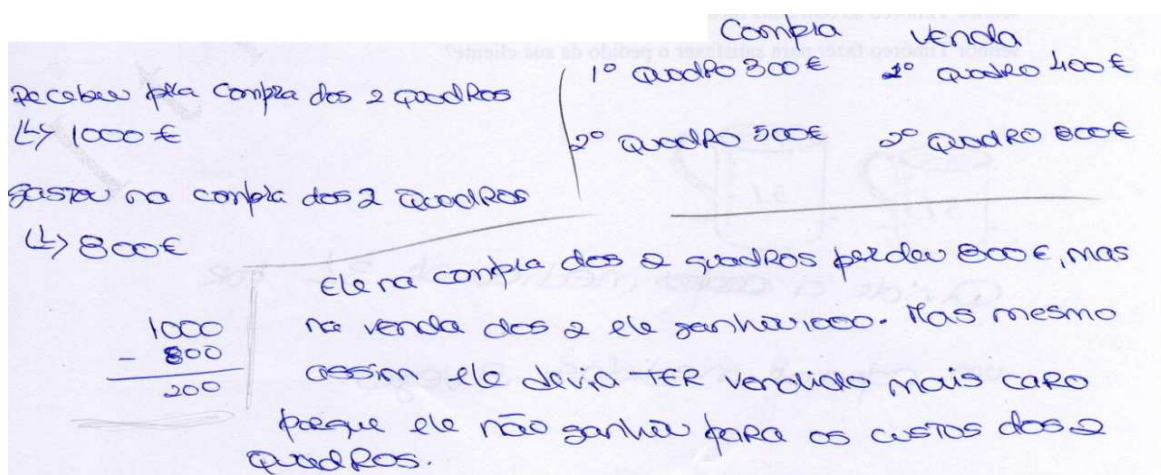 Compra Venda
1º Quadro 300€ 1º Quadro 400€
2º Quadro 500€ 2º Quadro 600€
Recebeu pela Compra dos 2 quadros
↳ 1000 €
gastou na compra dos 2 Quadros
↳ 800€
1000
- 800
200
Ele na compra dos 2 quadros perdeu 800€, mas
na venda dos 2 ele ganhou 1000. Mas mesmo
assim ele devia TER vendido mais caro
porque ele não ganhou para os custos dos 2
Quadros.